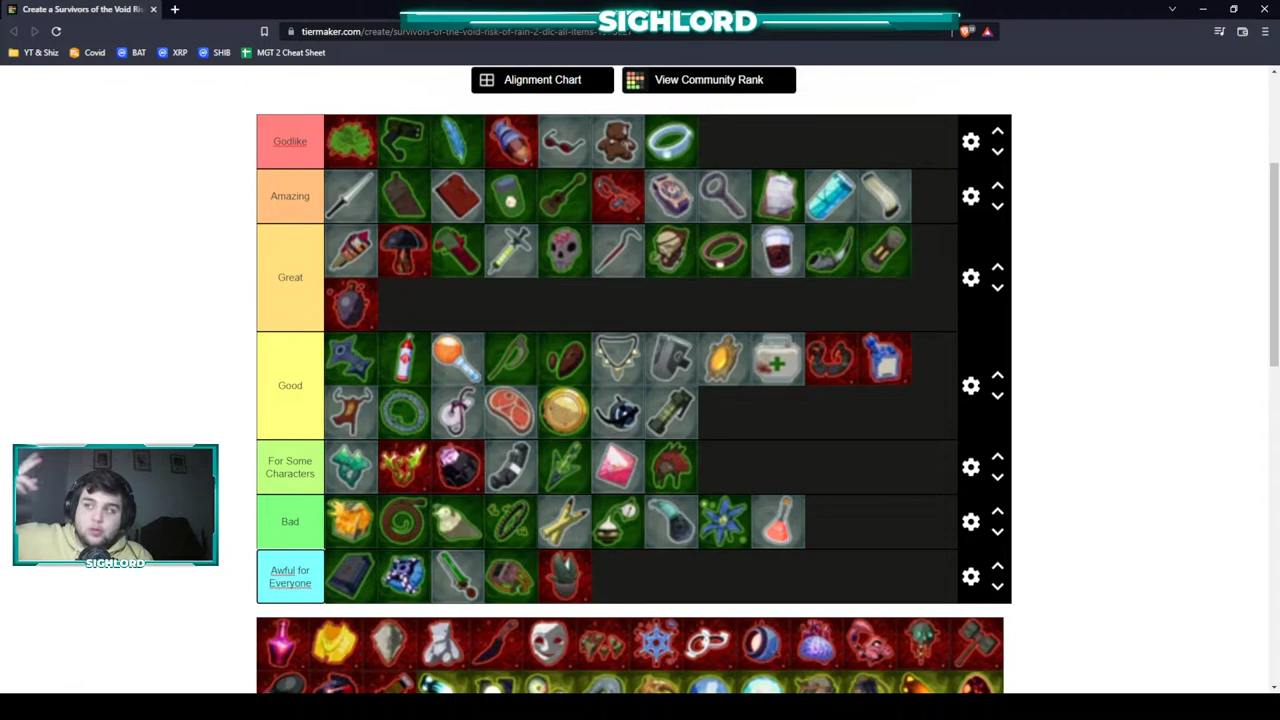 Create a Survivors of the Void Ris
SIGHLORD
tiermaker.com/create/survivors-of-the-void-risk-of-rain-2-dlc-all-items-
YT & Shiz
Covid
BAT
XRP
SHIB
MGT 2 Cheat Sheet
Alignment Chart
View Community Rank
Godlike
Amazing
Great
Good
For Some
Characters
Bad
Awful for
Everyone
SIGHLORD